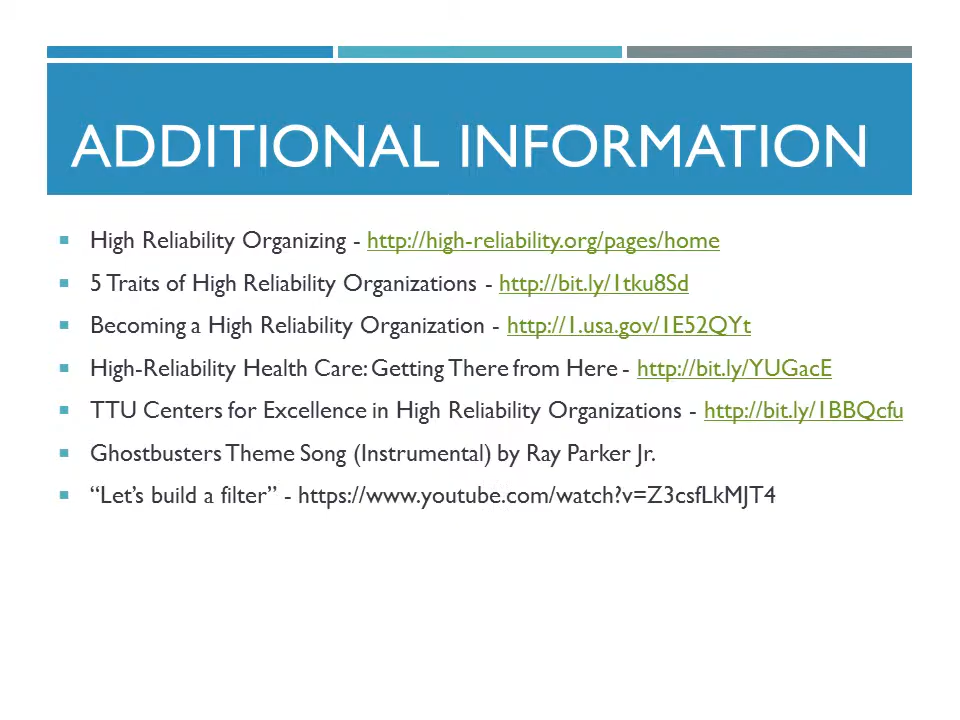 ADDITIONAL INFORMATION
High Reliability Organizing - http://high-reliability.org/pages/home
5 Traits of High Reliability Organizations - http://bit.ly/1tku8Sd
Becoming a High Reliability Organization - http://1.usa.gov/1E52QYt
High-Reliability Health Care: Getting There from Here - http://bit.ly/YUGacE
TTU Centers for Excellence in High Reliability Organizations - http://bit.ly/1BBQcfu
Ghostbusters Theme Song (Instrumental) by Ray Parker Jr.
“Let’s build a filter” - https://www.youtube.com/watch?v=Z3csfLkMJT4